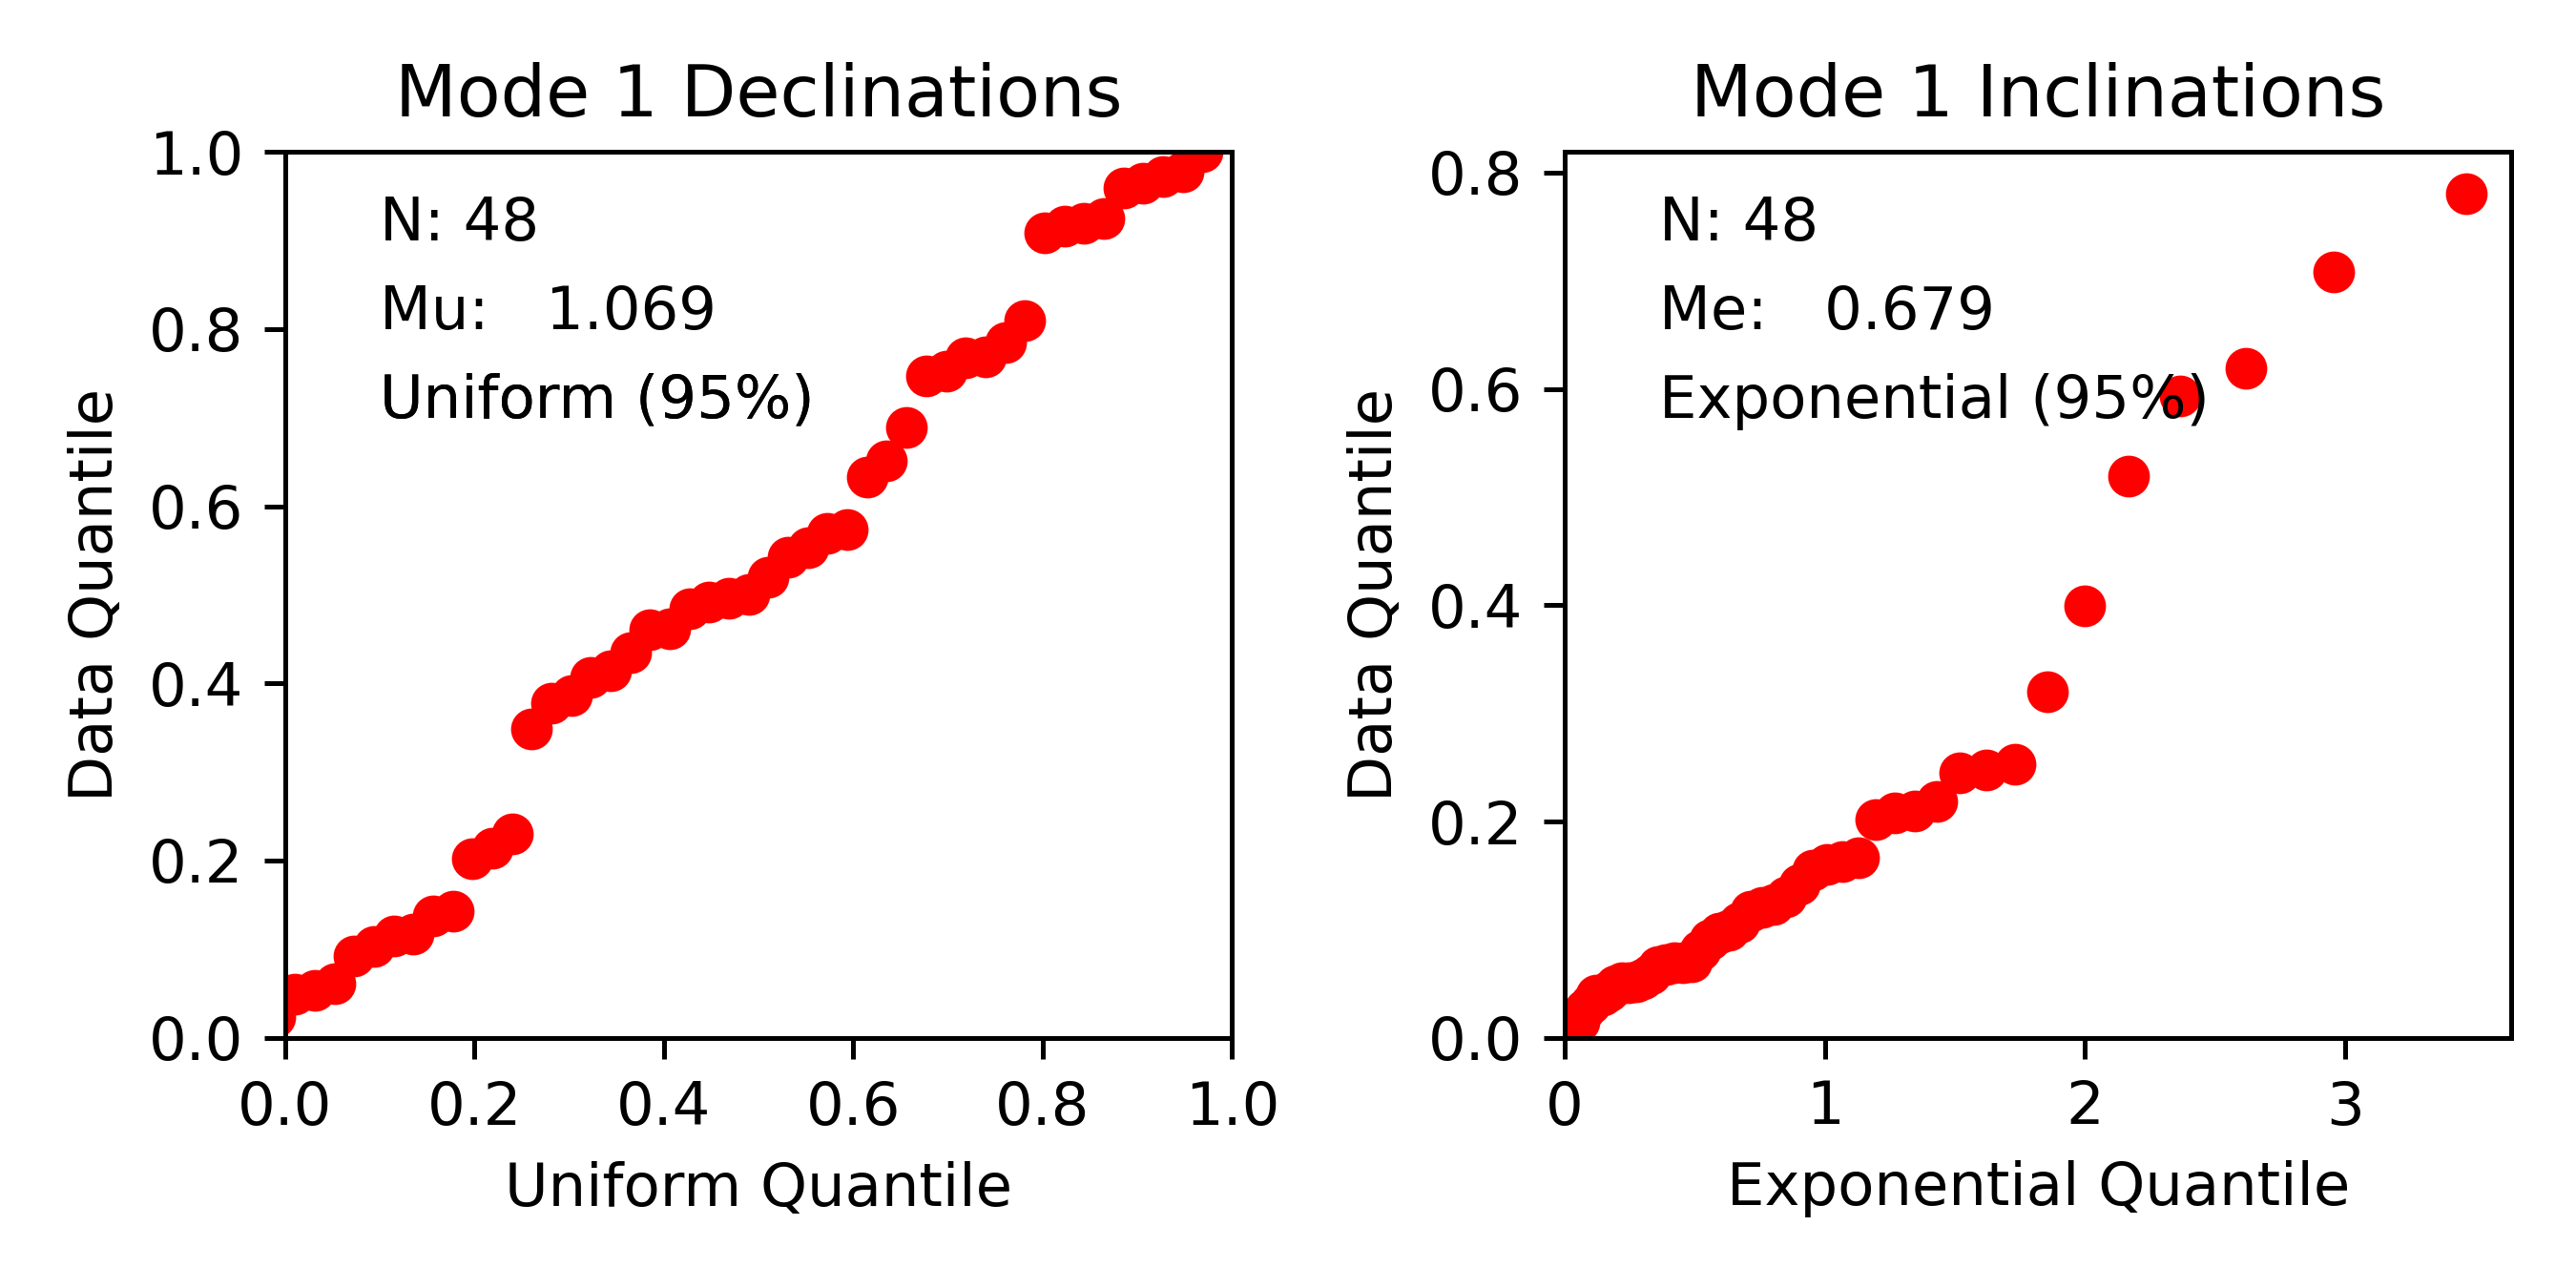 Mode 1 Declinations
1.0
0.8
0.6
0.4
0.2
0.0
Data Quantile
N: 48
Mu:   1.069
Uniform (95%)
0.0 0.2 0.4 0.6 0.8 1.0
Uniform Quantile
Mode 1 Inclinations
0.8
0.6
0.4
0.2
0.0
Data Quantile
N: 48
Me:   0.679
Exponential (95%)
0 1 2 3
Exponential Quantile